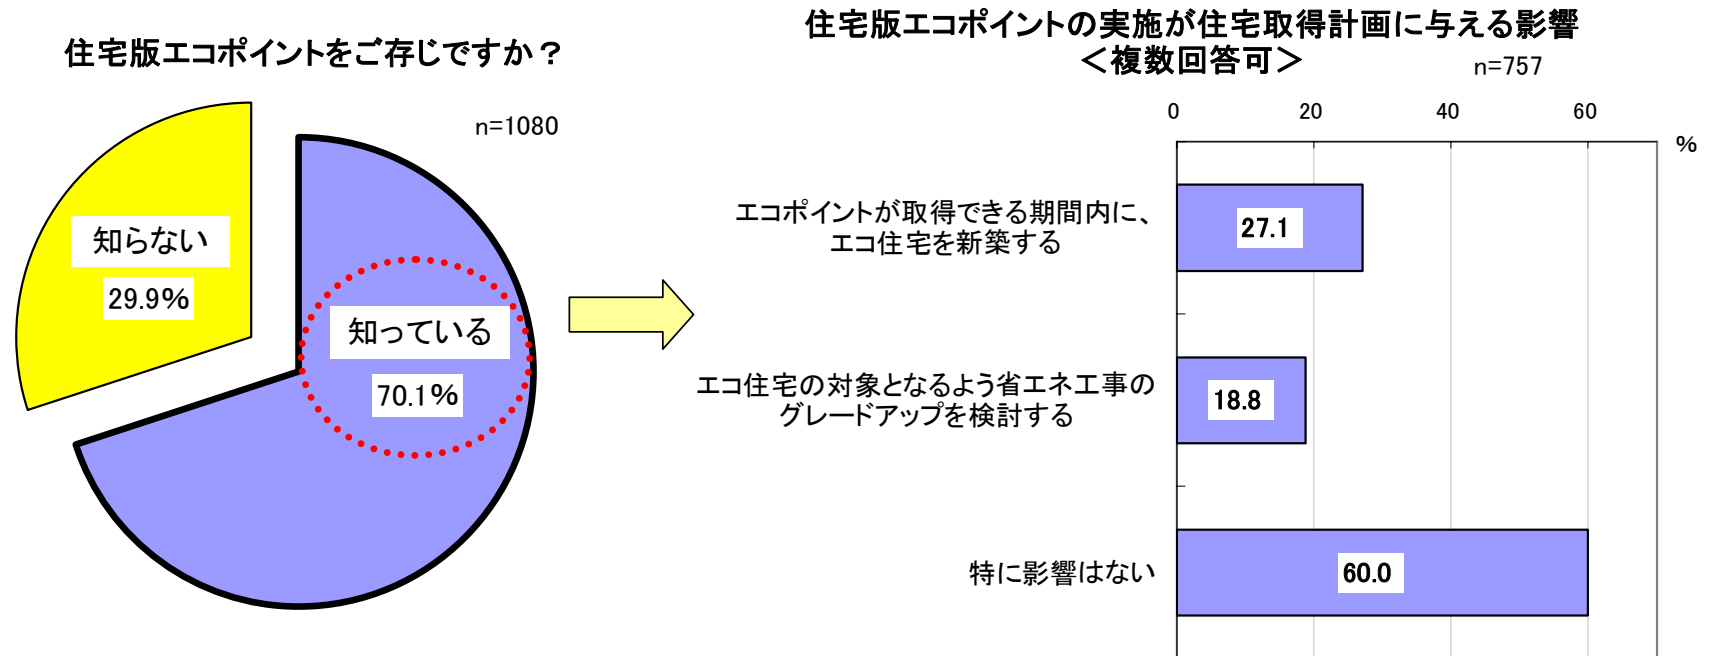 住宅版エコポイントをご存じですか？
n=1080
知らない
29.9%
知っている
70.1%
住宅版エコポイントの実施が住宅取得計画に与える影響
＜複数回答可＞
n=757
0 20 40 60
%
エコポイントが取得できる期間内に、
エコ住宅を新築する
27.1
エコ住宅の対象となるよう省エネ工事の
グレードアップを検討する
18.8
特に影響はない
60.0